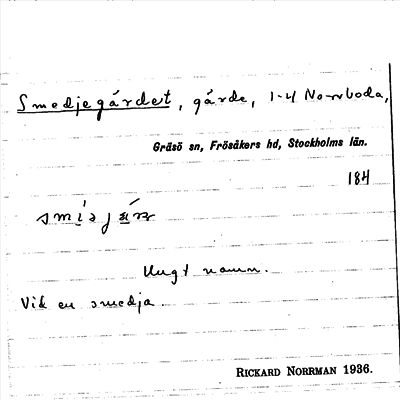 Smedjegärdet, gärde, 1-4 Norrboda,
Gräsö sn, Frösåkers hd, Stockholms län.
184
Ungt namn.
Vid en smedja.
RICKARD NORRMAN 1936.